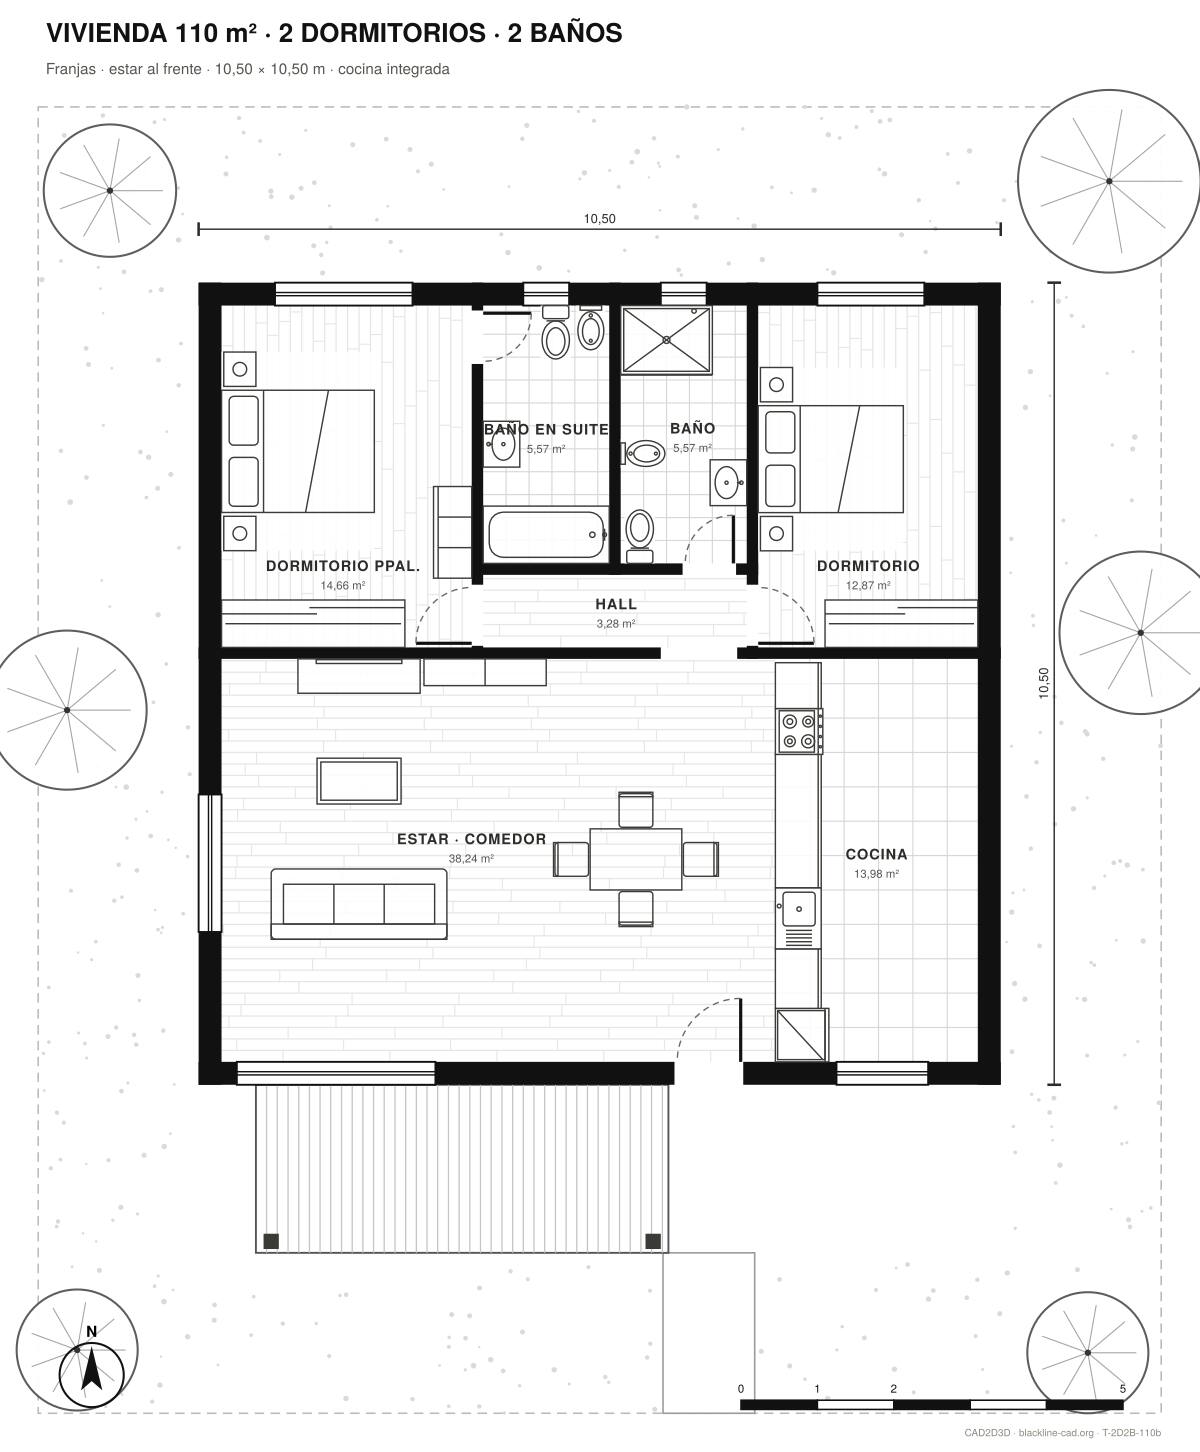 VIVIENDA 110 m² · 2 DORMITORIOS · 2 BAÑOS
Franjas · estar al frente · 10,50 × 10,50 m · cocina integrada
10,50
BAÑO EN SUITE
5,57 m²
BAÑO
5,57 m²
DORMITORIO PPAL.
14,66 m²
DORMITORIO
12,87 m²
HALL
3,28 m²
10,50
ESTAR · COMEDOR
38,24 m²
COCINA
13,98 m²
N
0 1 2 5
CAD2D3D · blackline-cad.org · T-2D2B-110b